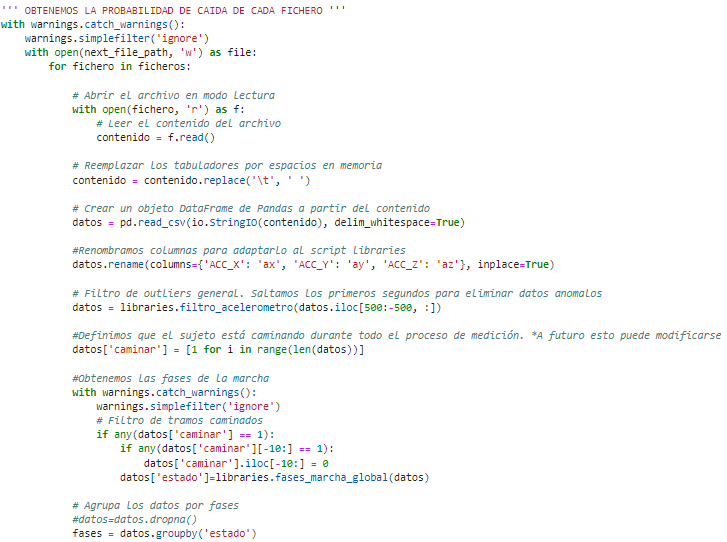 ''' OBTENEMOS LA PROBABILIDAD DE CAIDA DE CADA FICHERO '''
with warnings.catch_warnings():
    warnings.simplefilter('ignore')
    with open(next_file_path, 'w') as file:
        for fichero in ficheros:

            # Abrir el archivo en modo lectura
            with open(fichero, 'r') as f:
                # Leer el contenido del archivo
                contenido = f.read()

            # Reemplazar los tabuladores por espacios en memoria
            contenido = contenido.replace('\t', ' ')

            # Crear un objeto DataFrame de Pandas a partir del contenido
            datos = pd.read_csv(io.StringIO(contenido), delim_whitespace=True)

            #Renombramos columnas para adaptarlo al script libraries
            datos.rename(columns={'ACC_X': 'ax', 'ACC_Y': 'ay', 'ACC_Z': 'az'}, inplace=True)

            # Filtro de outliers general. Saltamos los primeros segundos para eliminar datos anomalos
            datos = libraries.filtro_acelerometro(datos.iloc[500:-500, :])

            #Definimos que el sujeto está caminando durante todo el proceso de medición. *A futuro esto puede modificarse
            datos['caminar'] = [1 for i in range(len(datos))]

            #Obtenemos las fases de la marcha
            with warnings.catch_warnings():
                warnings.simplefilter('ignore')
                # Filtro de tramos caminados
                if any(datos['caminar'] == 1):
                    if any(datos['caminar'][-10:] == 1):
                        datos['caminar'].iloc[-10:] = 0
                    datos['estado']=libraries.fases_marcha_global(datos)

            # Agrupa los datos por fases
            #datos=datos.dropna()
            fases = datos.groupby('estado')